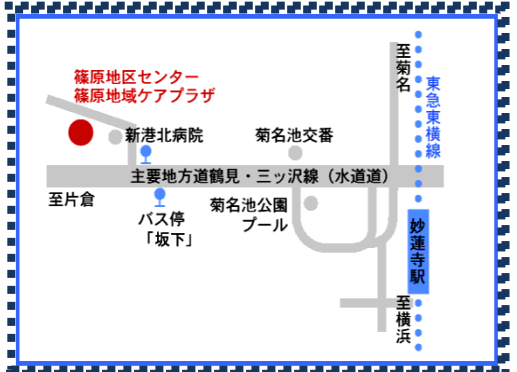 篠原地区センター
篠原地域ケアプラザ
新港北病院
菊名池交番
至菊名
東急東横線
主要地方道鶴見・三ッ沢線（水道道）
至片倉
バス停
「坂下」
菊名池公園
プール
妙蓮寺駅
至横浜